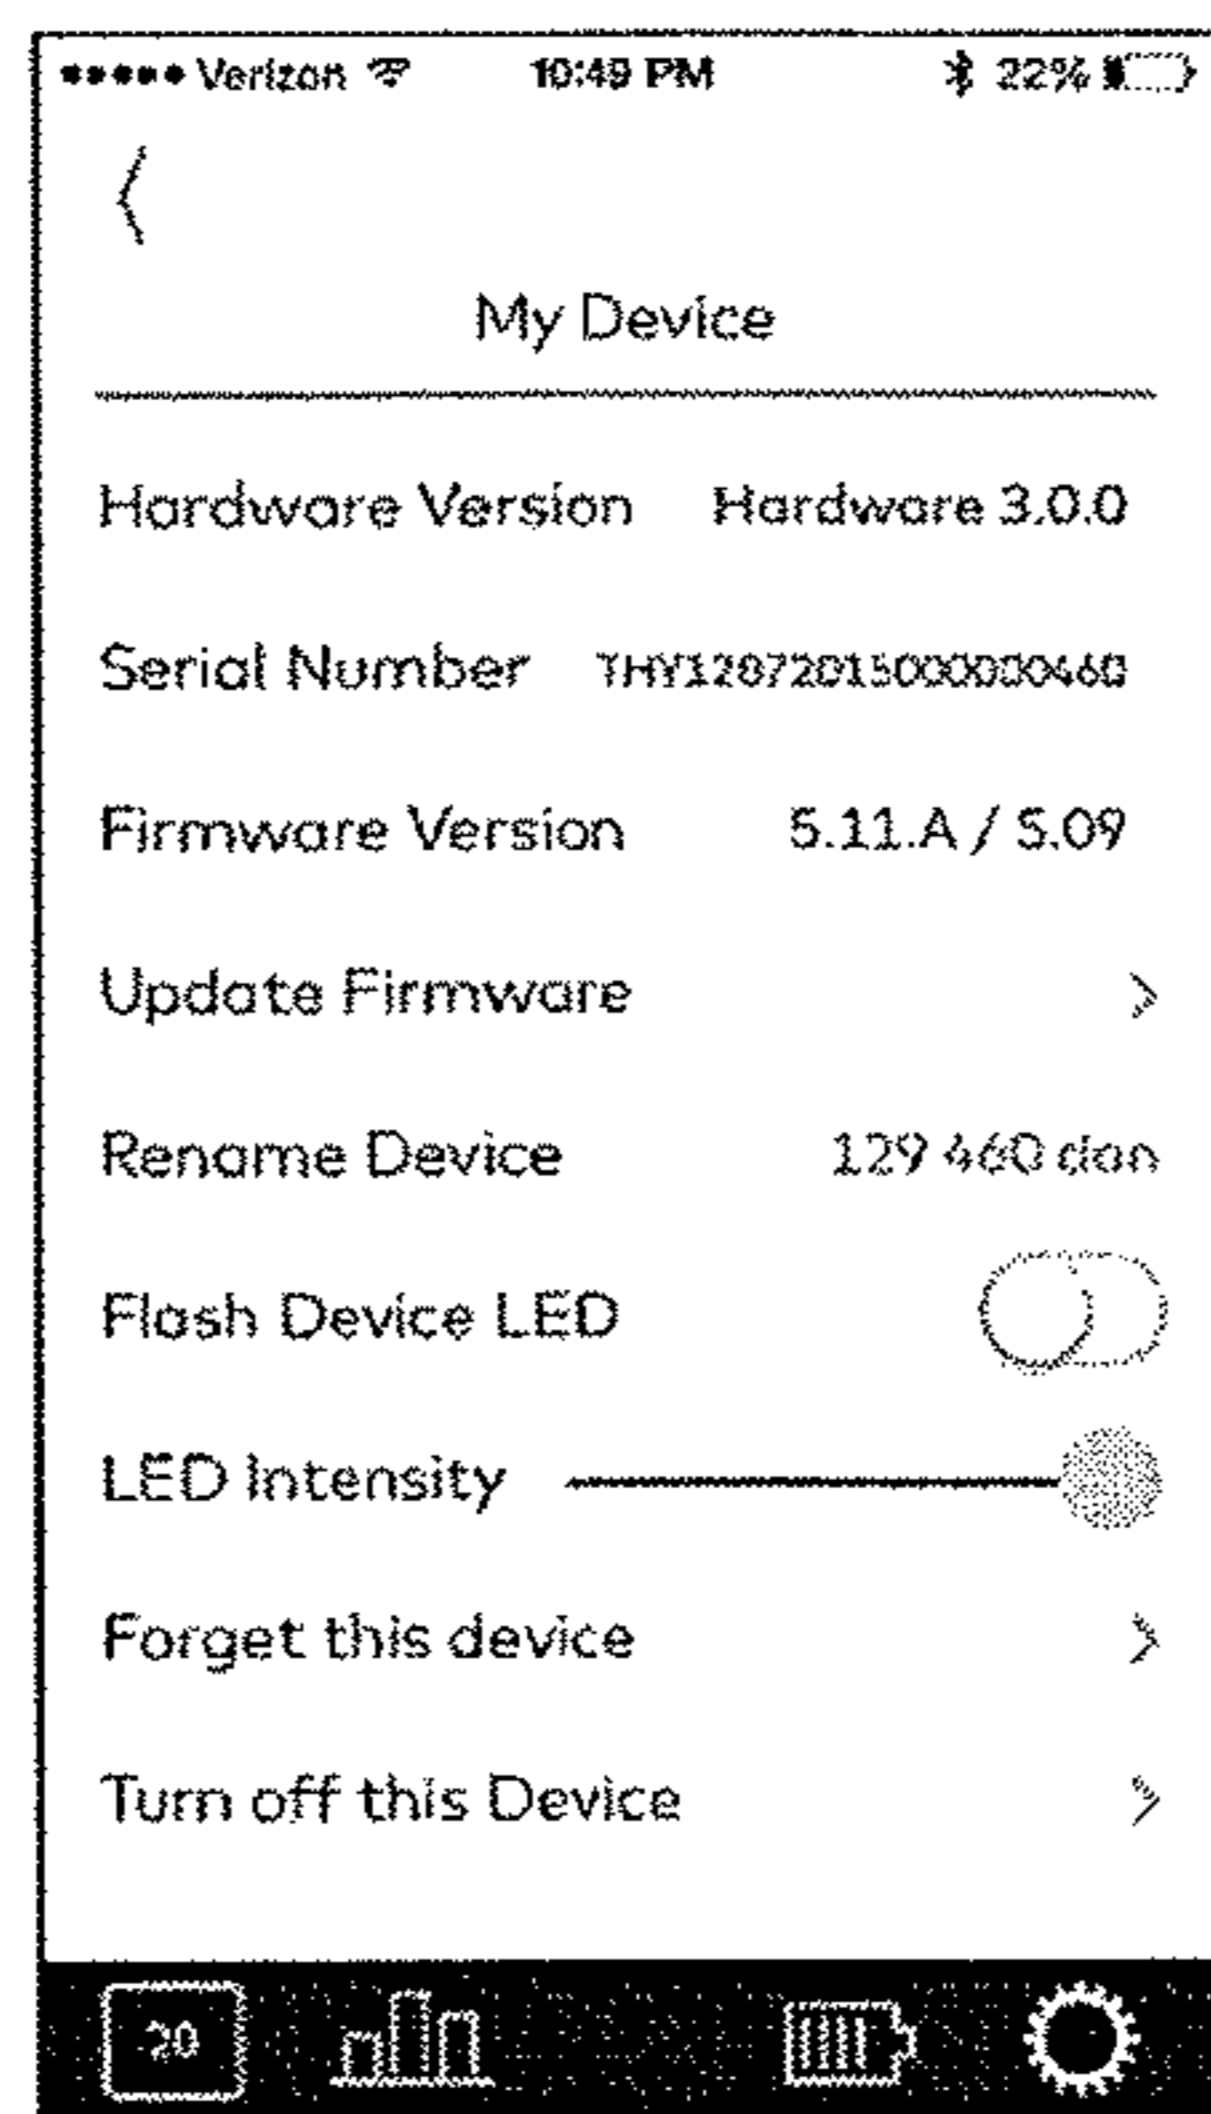 Verizon 10:49 PM 22%
My Device
Hardware Version Hardware 3.0.0
Serial Number THY12072015000000460
Firmware Version 5.11.A / S.09
Update Firmware
Rename Device 129 460 dan
Flash Device LED
LED Intensity
Forget this device
Turn off this Device
20